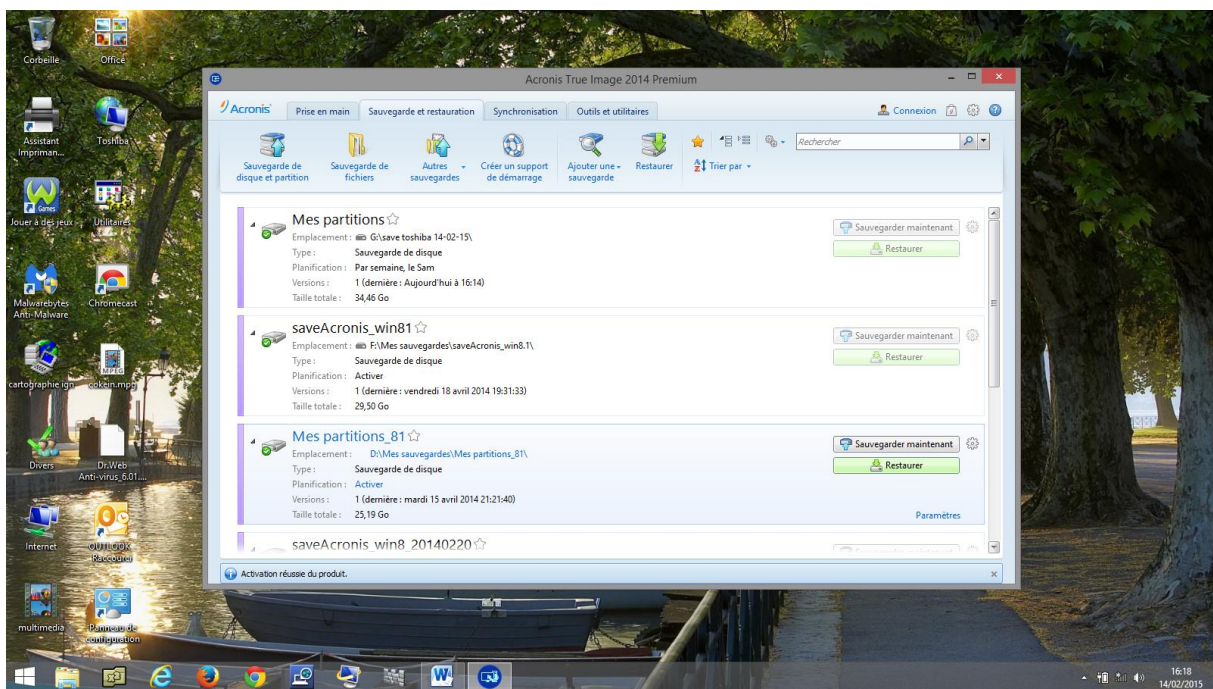 Corbeille
Office
Assistant
Impriman...
Toshiba
Games
Jouer à des jeux
Utilitaires
Malwarebytes
Anti-Malware
Chromecast
cartographie ign
MPEG
cokein.mpg
Divers
Dr.Web
Anti-virus_6.01....
Internet
OUTLOOK
Raccourci
multimedia
Panneau de
configuration
Acronis True Image 2014 Premium
Acronis
Prise en main
Sauvegarde et restauration
Synchronisation
Outils et utilitaires
Connexion
Sauvegarde de
disque et partition
Sauvegarde de
fichiers
Autres
sauvegardes
Créer un support
de démarrage
Ajouter une
sauvegarde
Restaurer
Trier par
Rechercher
Mes partitions
Emplacement : G:\save toshiba 14-02-15\
Type : Sauvegarde de disque
Planification : Par semaine, le Sam
Versions : 1 (dernière : Aujourd'hui à 16:14)
Taille totale : 34,46 Go
Sauvegarder maintenant
Restaurer
saveAcronis_win81
Emplacement : F:\Mes sauvegardes\saveAcronis_win8.1\
Type : Sauvegarde de disque
Planification : Activer
Versions : 1 (dernière : vendredi 18 avril 2014 19:31:33)
Taille totale : 29,50 Go
Sauvegarder maintenant
Restaurer
Mes partitions_81
Emplacement : D:\Mes sauvegardes\Mes partitions_81\
Type : Sauvegarde de disque
Planification : Activer
Versions : 1 (dernière : mardi 15 avril 2014 21:21:40)
Taille totale : 25,19 Go
Sauvegarder maintenant
Restaurer
Paramètres
saveAcronis_win8_20140220
Activation réussie du produit.
16:18
14/02/2015